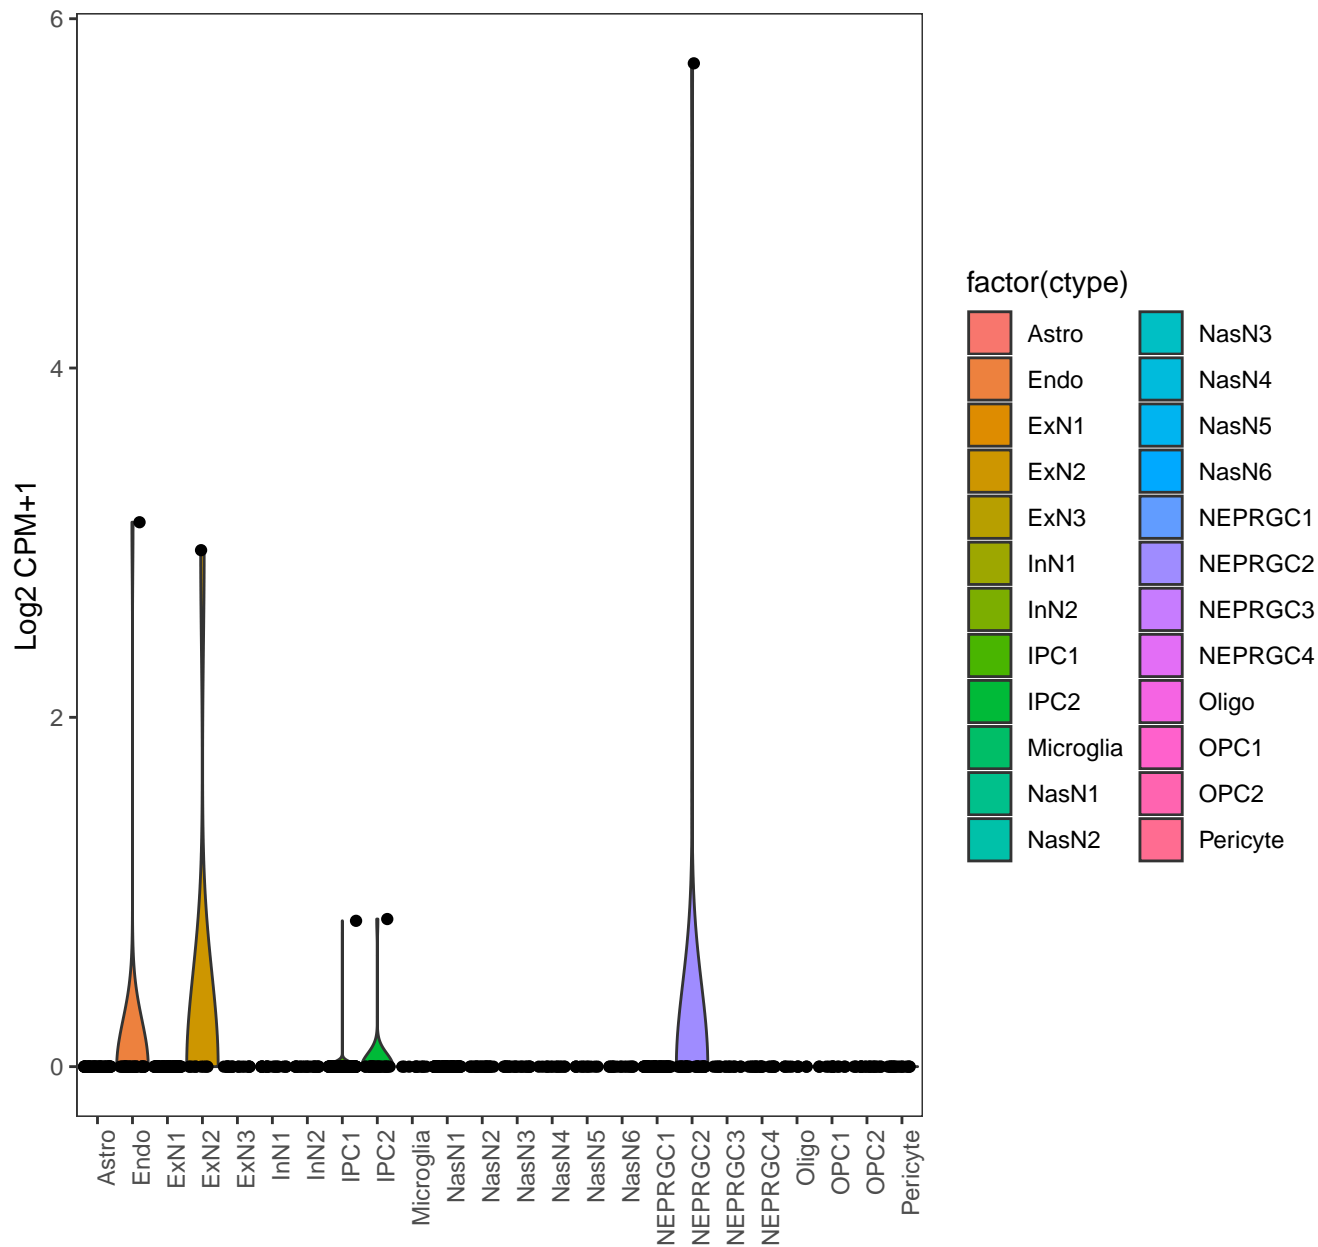 6
4
2
0
Log2 CPM+1
Astro
Endo
ExN1
ExN2
ExN3
InN1
InN2
IPC1
IPC2
Microglia
NasN1
NasN2
NasN3
NasN4
NasN5
NasN6
NEPRGC1
NEPRGC2
NEPRGC3
NEPRGC4
Oligo
OPC1
OPC2
Pericyte
factor(ctype)
Astro
Endo
ExN1
ExN2
ExN3
InN1
InN2
IPC1
IPC2
Microglia
NasN1
NasN2
NasN3
NasN4
NasN5
NasN6
NEPRGC1
NEPRGC2
NEPRGC3
NEPRGC4
Oligo
OPC1
OPC2
Pericyte